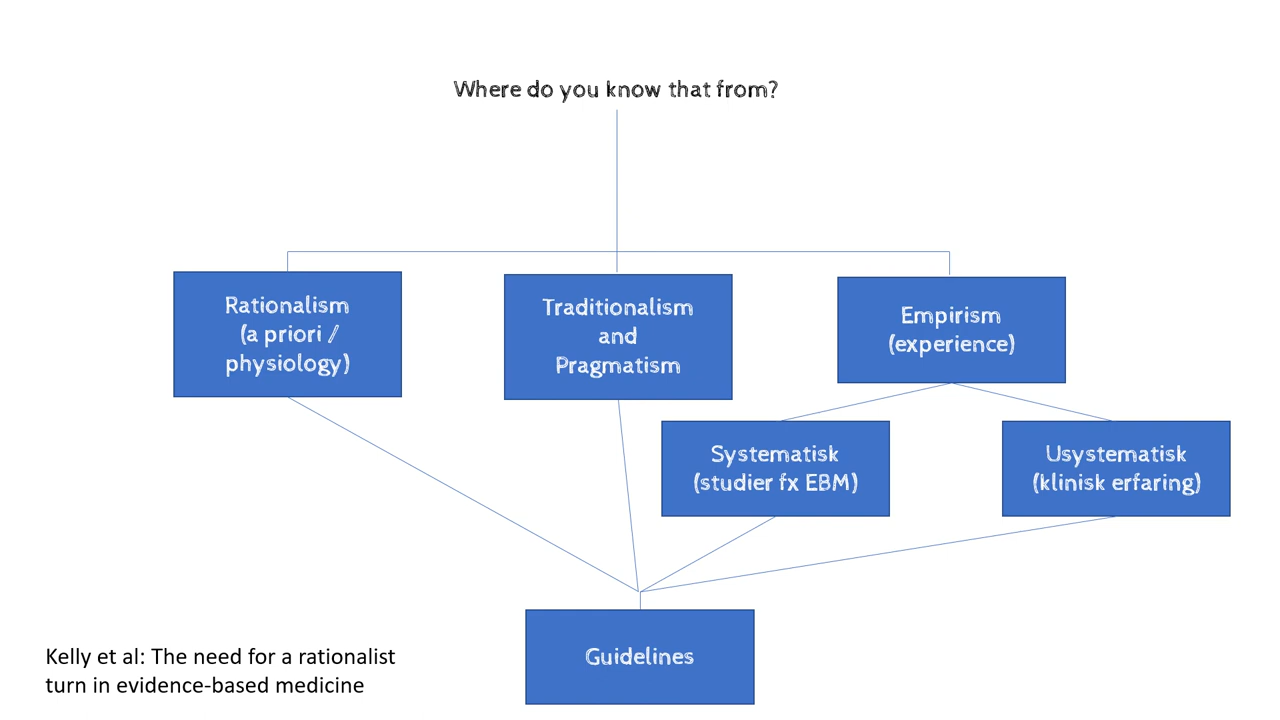 Where do you know that from?
Rationalism
(a priori /
physiology)
Traditionalism
and
Pragmatism
Empirism
(experience)
Systematisk
(studier fx EBM)
Usystematisk
(klinisk erfaring)
Guidelines
Kelly et al: The need for a rationalist
turn in evidence-based medicine